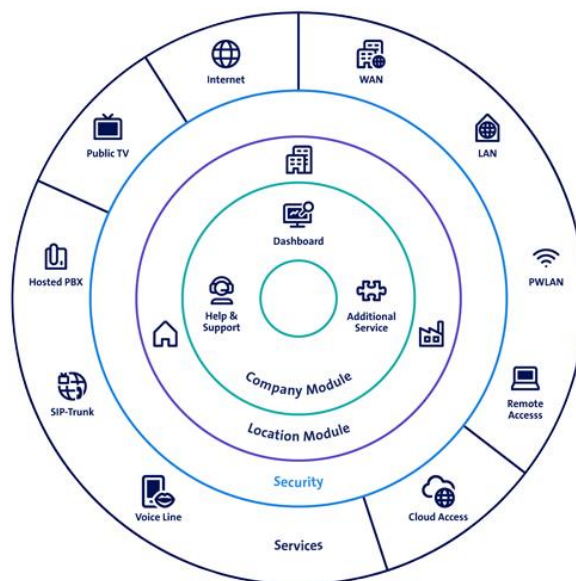 Internet
WAN
Public TV
LAN
Dashboard
Hosted PBX
PWLAN
Help &
Support
Additional
Service
Company Module
SIP-Trunk
Remote
Accesss
Location Module
Security
Voice Line
Cloud Access
Services